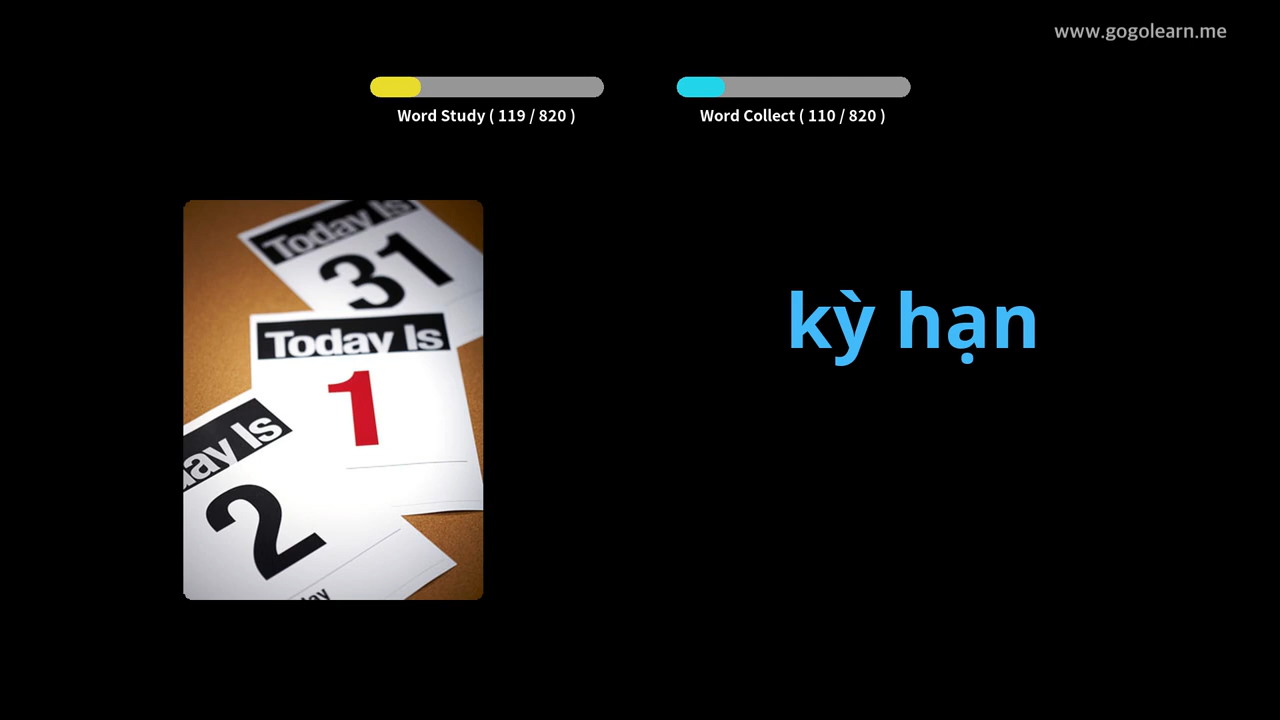 www.gogolearn.me
Word Study ( 119 / 820 )
Word Collect ( 110 / 820 )
Today Is
31
Today Is
1
day Is
2
kỳ hạn